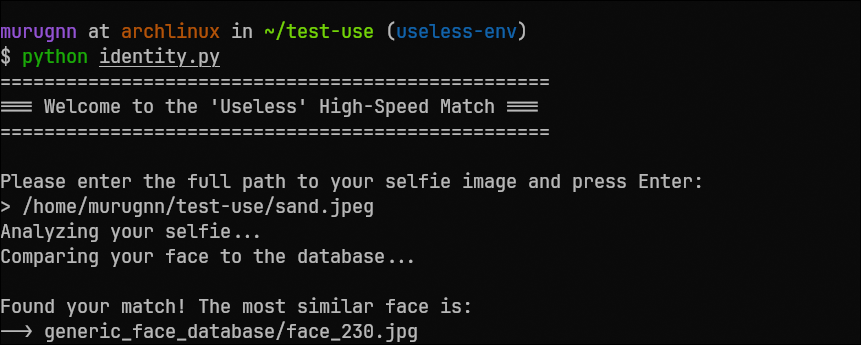 murugnn at archlinux in ~/test-use (useless-env)
$ python identity.py
==================================================
=== Welcome to the 'Useless' High-Speed Match ===
==================================================
Please enter the full path to your selfie image and press Enter:
> /home/murugnn/test-use/sand.jpeg
Analyzing your selfie...
Comparing your face to the database...
Found your match! The most similar face is:
--> generic_face_database/face_230.jpg